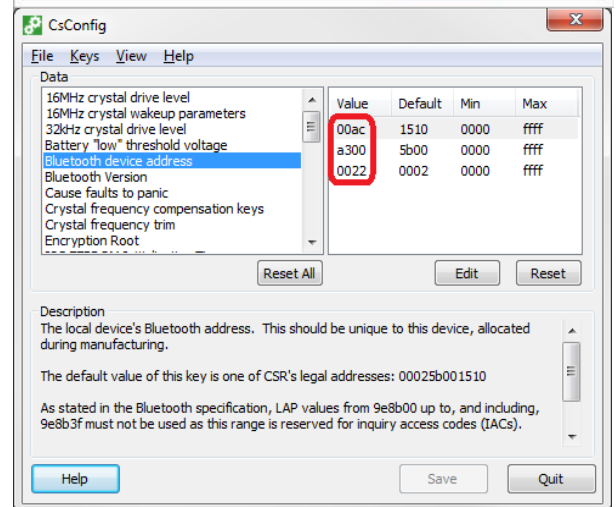 CsConfig
File Keys View Help
Data
16MHz crystal drive level
16MHz crystal wakeup parameters
32kHz crystal drive level
Battery "low" threshold voltage
Bluetooth device address
Bluetooth Version
Cause faults to panic
Crystal frequency compensation keys
Crystal frequency trim
Encryption Root
Value Default Min Max
00ac 1510 0000 ffff
a300 5b00 0000 ffff
0022 0002 0000 ffff
Reset All Edit Reset
Description
The local device's Bluetooth address. This should be unique to this device, allocated
during manufacturing.
The default value of this key is one of CSR's legal addresses: 00025b001510
As stated in the Bluetooth specification, LAP values from 9e8b00 up to, and including,
9e8b3f must not be used as this range is reserved for inquiry access codes (IACs).
Help Save Quit